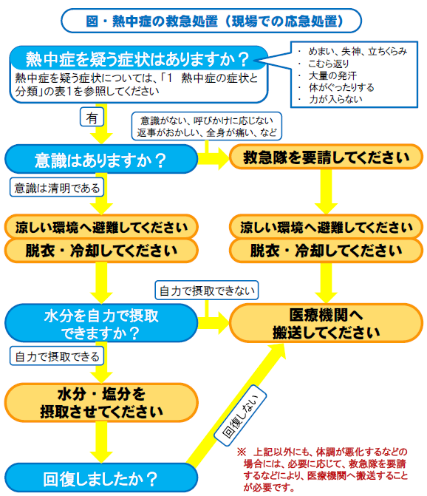 図・熱中症の救急処置（現場での応急処置）
熱中症を疑う症状はありますか？
熱中症を疑う症状については、「1　熱中症の症状と
分類」の表1を参照してください
・　めまい、失神、立ちくらみ
・　こむら返り
・　大量の発汗
・　体がぐったりする
・　力が入らない
有
意識がない、呼びかけに応じない
返事がおかしい、全身が痛い、など
意識はありますか？
救急隊を要請してください
意識は清明である
涼しい環境へ避難してください
脱衣・冷却してください
涼しい環境へ避難してください
脱衣・冷却してください
自力で摂取できない
水分を自力で摂取
できますか？
医療機関へ
搬送してください
自力で摂取できる
水分・塩分を
摂取させてください
回復しない
回復しましたか？
※　上記以外にも、体調が悪化するなどの
場合には、必要に応じて、救急隊を要請
するなどにより、医療機関へ搬送すること
が必要です。